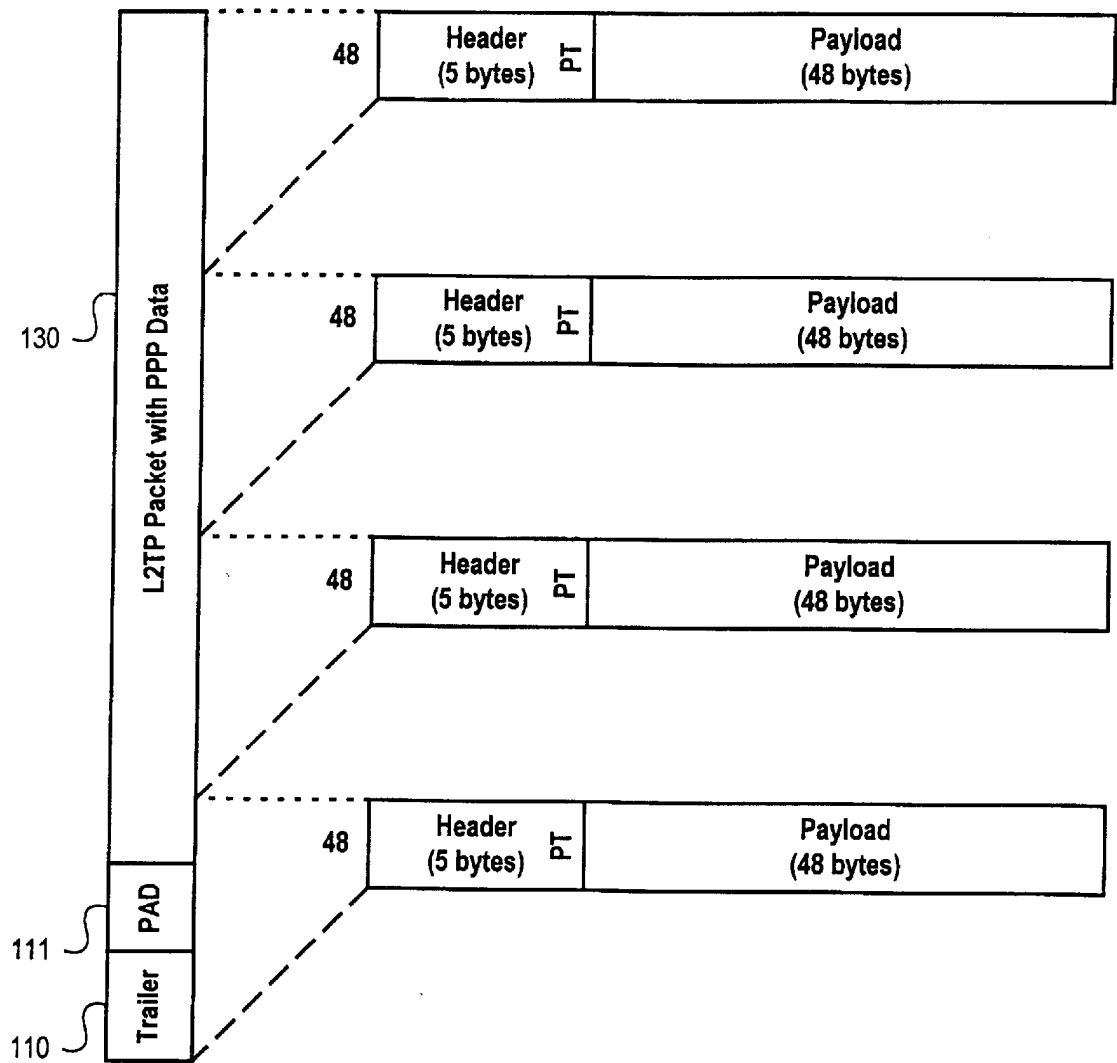 48
Header
(5 bytes)
PT
Payload
(48 bytes)
130
L2TP Packet with PPP Data
48
Header
(5 bytes)
PT
Payload
(48 bytes)
48
Header
(5 bytes)
PT
Payload
(48 bytes)
48
Header
(5 bytes)
PT
Payload
(48 bytes)
111
PAD
110
Trailer